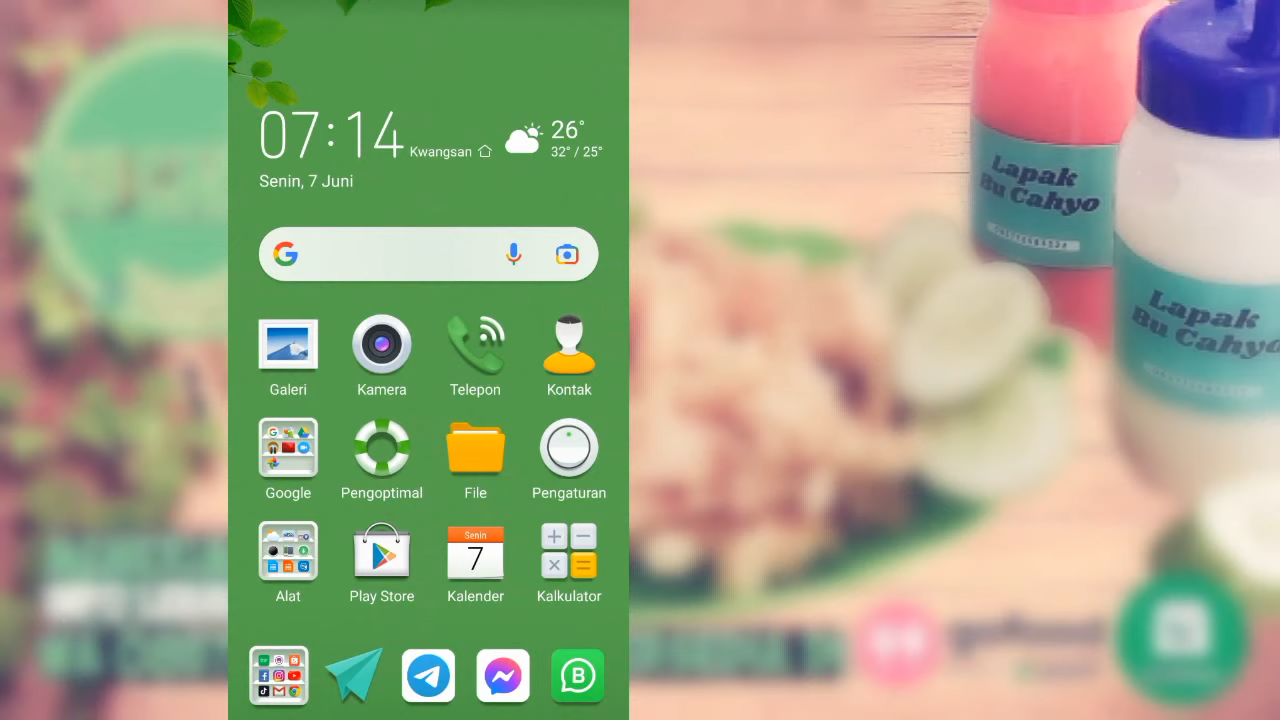 07:14
Kwangsan
26°
32° / 25°
Senin, 7 Juni
Galeri
Kamera
Telepon
Kontak
Google
Pengoptimal
File
Pengaturan
Senin
7
Alat
Play Store
Kalender
Kalkulator
Lapak
Bu Cahyo
Lapak
Bu Cahyo